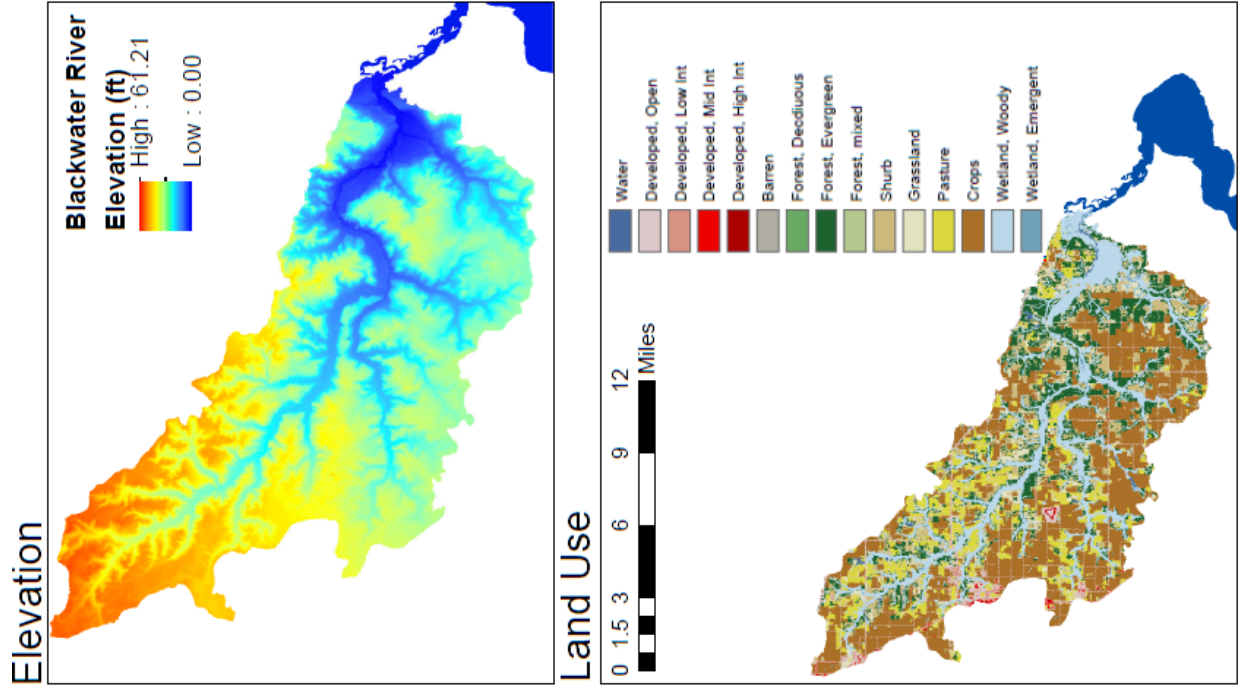 Elevation
Blackwater River
Elevation (ft)
High : 61.21
Low : 0.00
Land Use
0 1.5 3 6 9 12
Miles
Water
Developed, Open
Developed, Low Int
Developed, Mid Int
Developed, High Int
Barren
Forest, Decdiuous
Forest, Evergreen
Forest, mixed
Shurb
Grassland
Pasture
Crops
Wetland, Woody
Wetland, Emergent